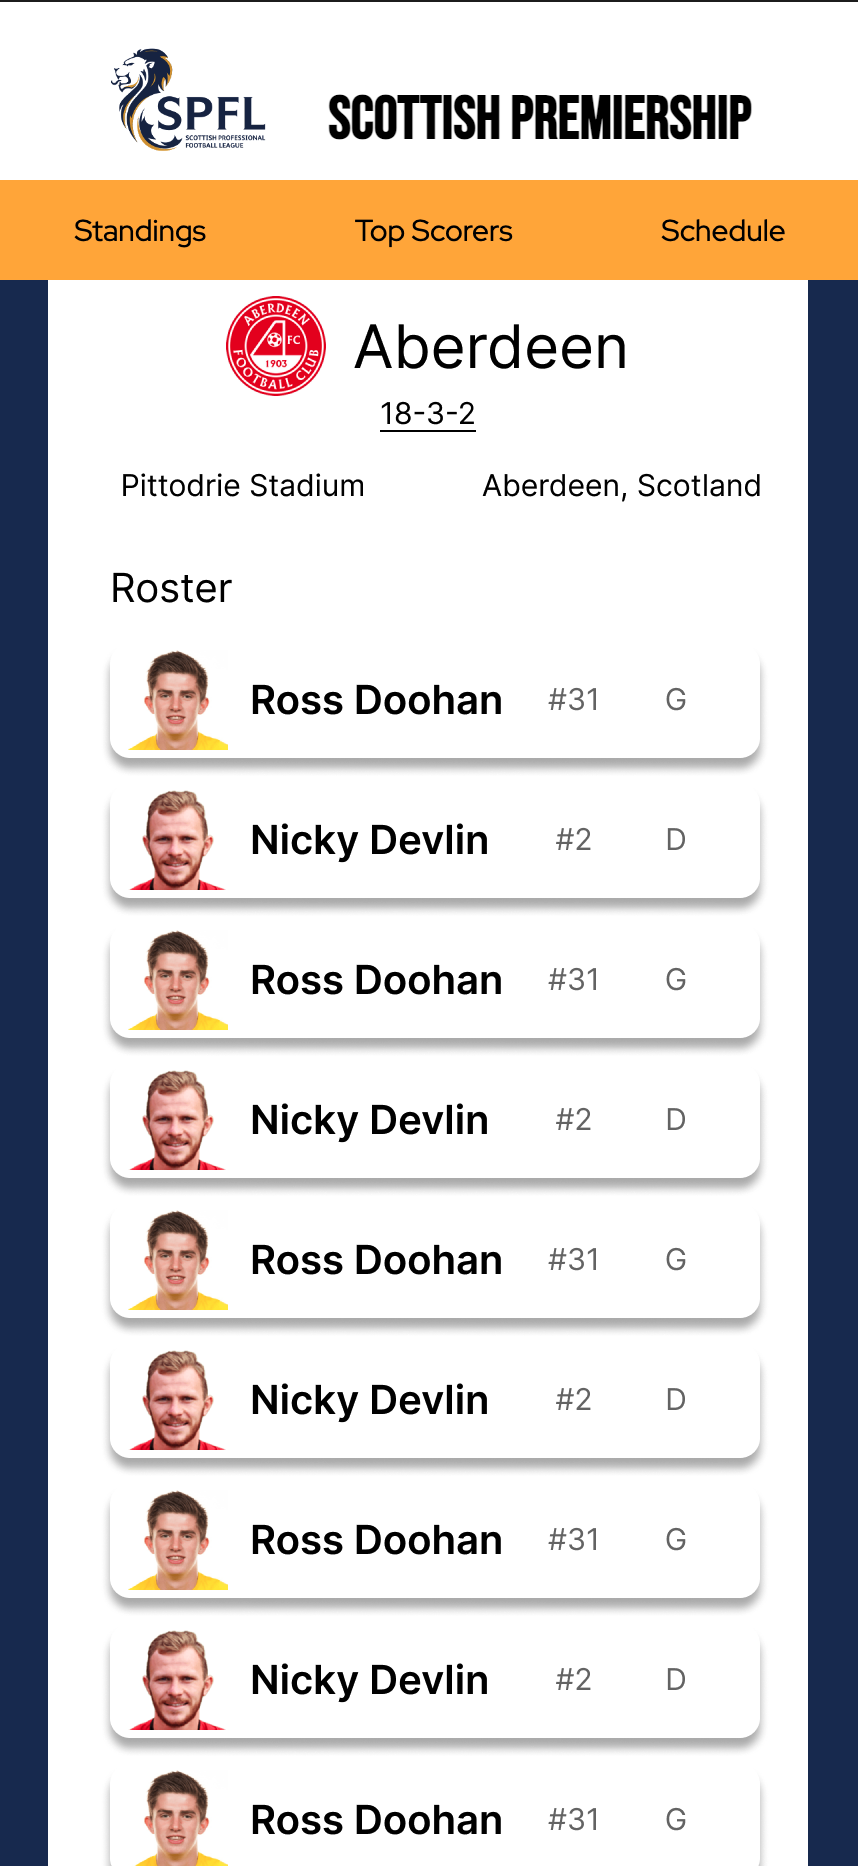 SPFL
SCOTTISH PROFESSIONAL
FOOTBALL LEAGUE
SCOTTISH PREMIERSHIP
Standings Top Scorers Schedule
ABERDEEN
FC
1903
FOOTBALL CLUB
Aberdeen
18-3-2
Pittodrie Stadium Aberdeen, Scotland
Roster
Ross Doohan #31 G
Nicky Devlin #2 D
Ross Doohan #31 G
Nicky Devlin #2 D
Ross Doohan #31 G
Nicky Devlin #2 D
Ross Doohan #31 G
Nicky Devlin #2 D
Ross Doohan #31 G